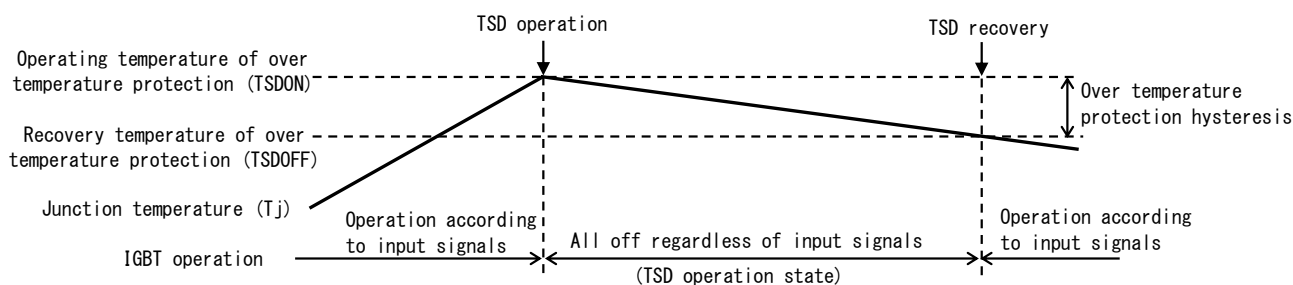 TSD operation
TSD recovery
Operating temperature of over
temperature protection (TSDON)
Over temperature
protection hysteresis
Recovery temperature of over
temperature protection (TSDOFF)
Junction temperature (Tj)
Operation according
to input signals
All off regardless of input signals
Operation according
to input signals
IGBT operation
(TSD operation state)